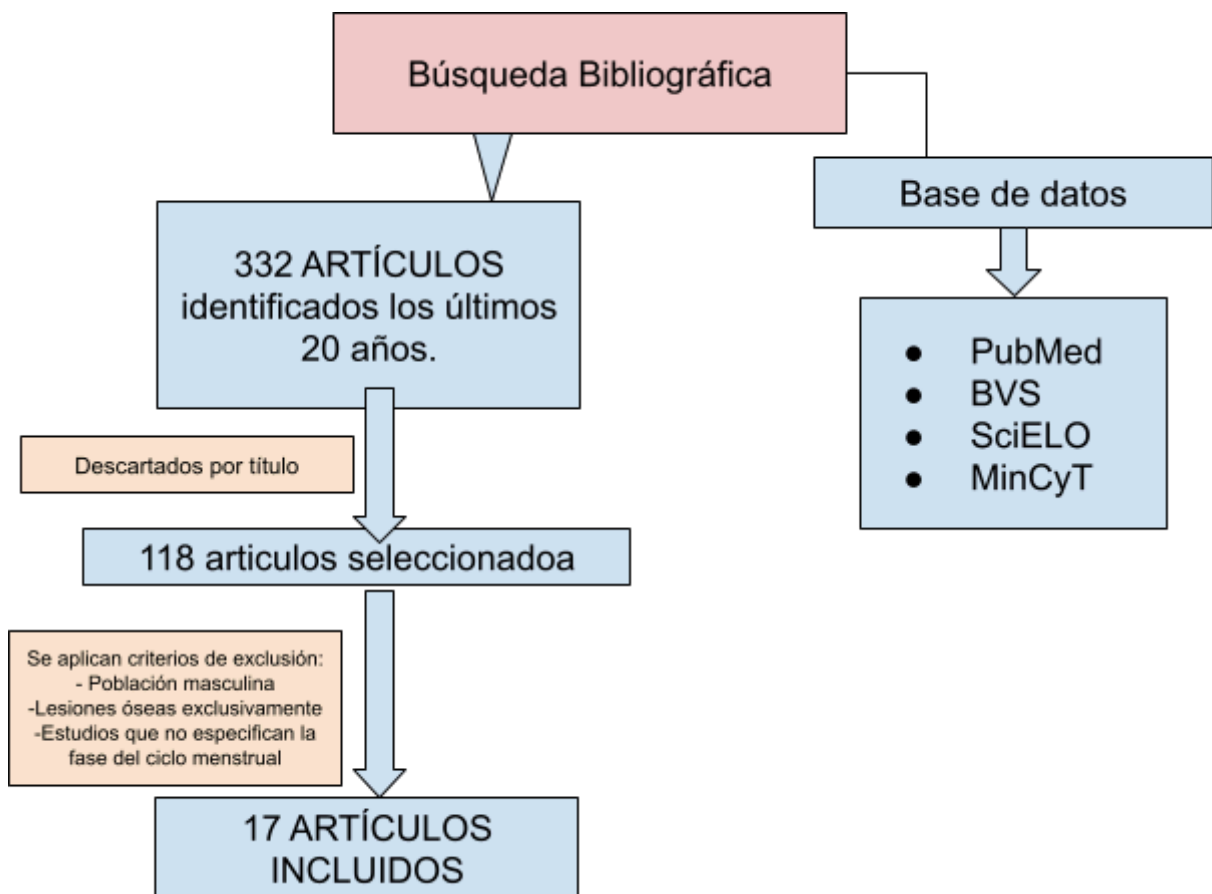 Búsqueda Bibliográfica
Base de datos
332 ARTÍCULOS
identificados los últimos
20 años.
● PubMed
● BVS
● SciELO
● MinCyT
Descartados por título
118 articulos seleccionadoa
Se aplican criterios de exclusión:
- Población masculina
-Lesiones óseas exclusivamente
-Estudios que no especifican la
fase del ciclo menstrual
17 ARTÍCULOS
INCLUIDOS